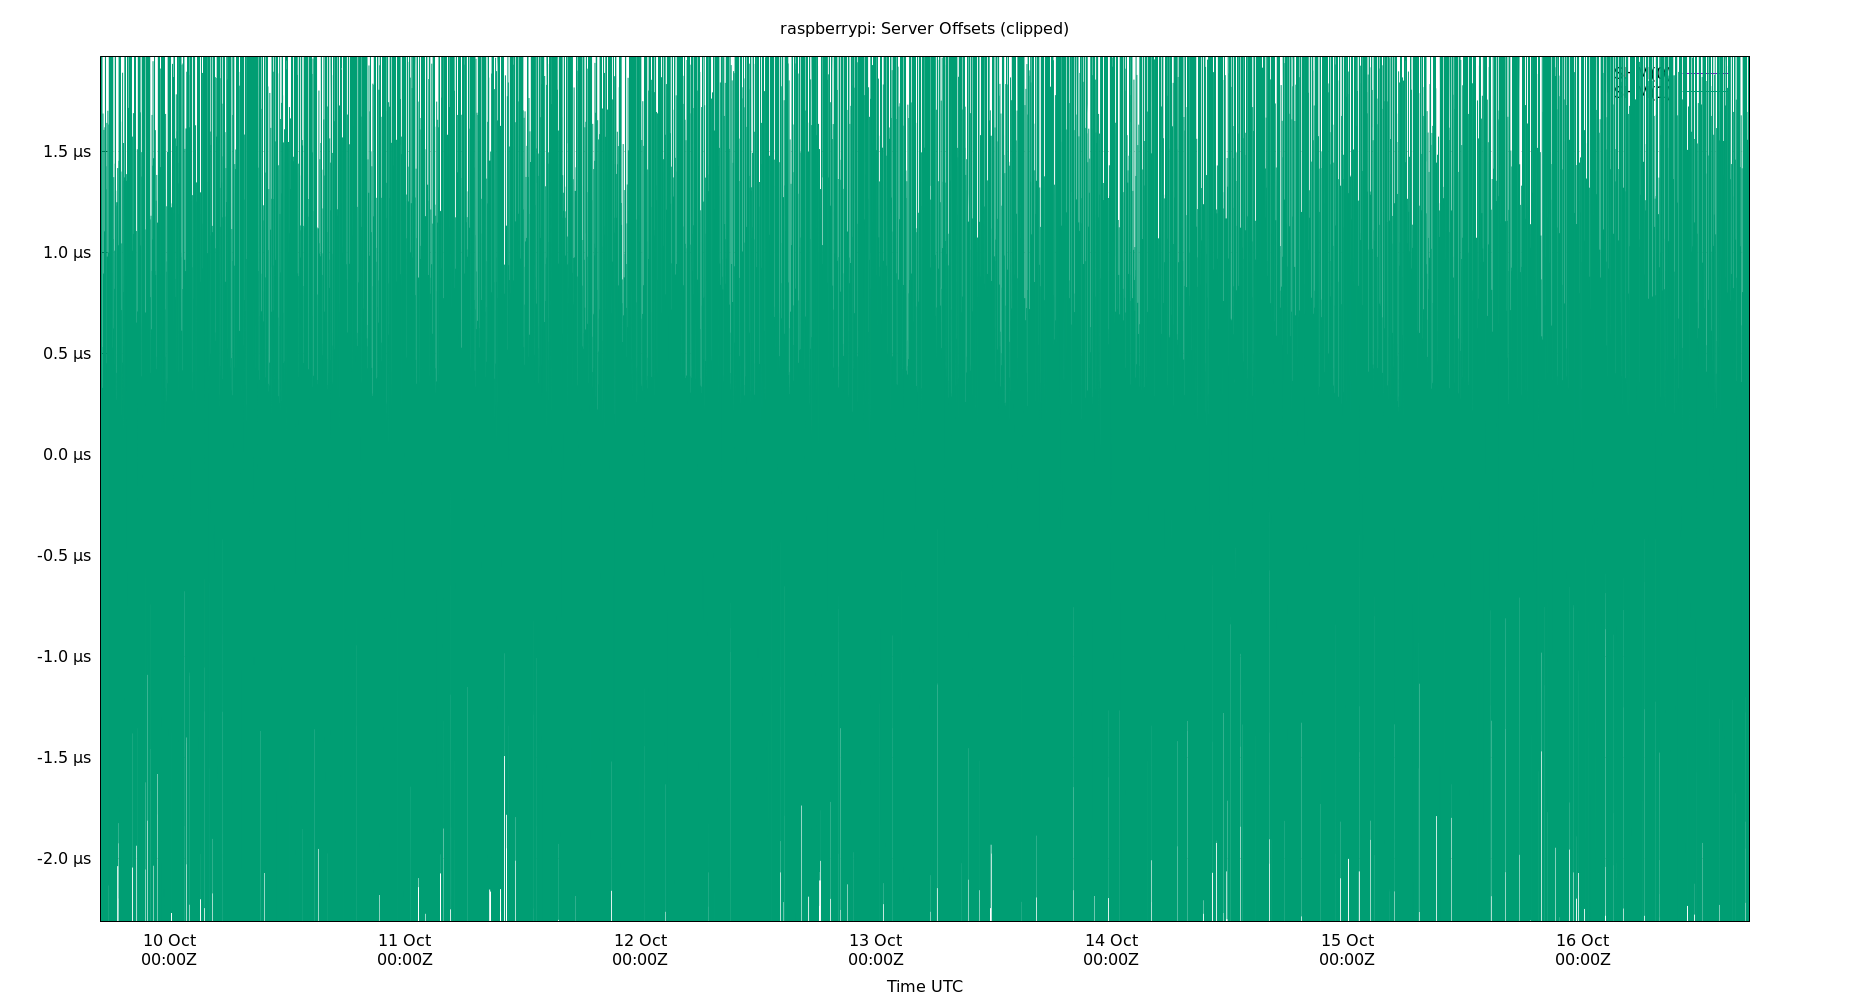 raspberrypi: Server Offsets (clipped)
1.5 µs
1.0 µs
0.5 µs
0.0 µs
-0.5 µs
-1.0 µs
-1.5 µs
-2.0 µs
10 Oct
00:00Z
11 Oct
00:00Z
12 Oct
00:00Z
13 Oct
00:00Z
14 Oct
00:00Z
15 Oct
00:00Z
16 Oct
00:00Z
Time UTC